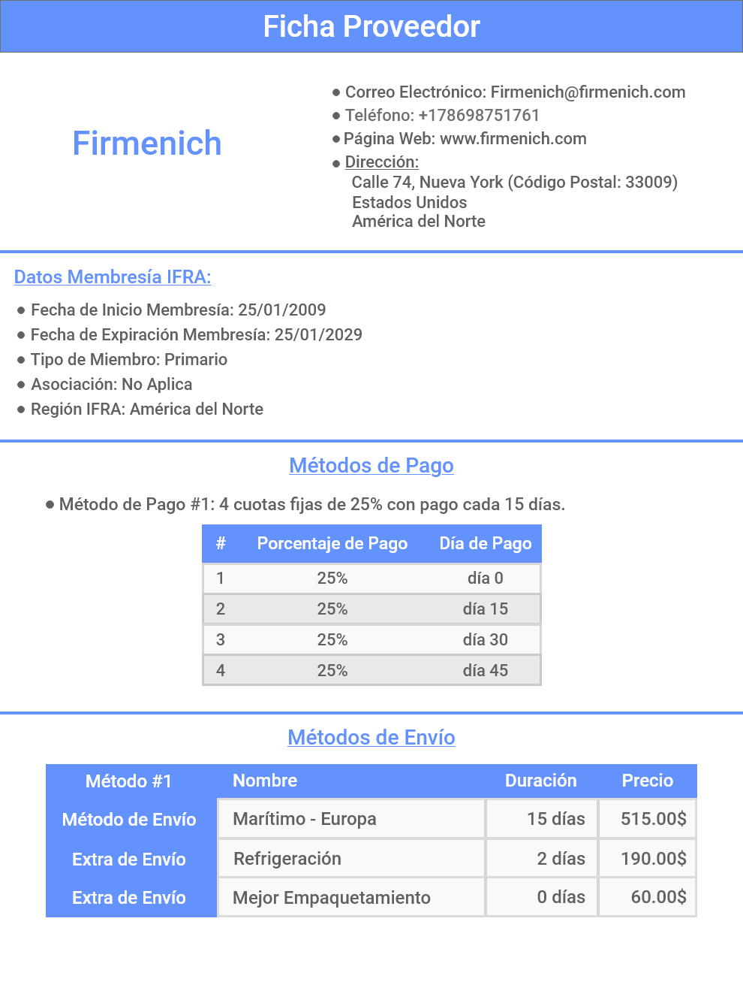 Ficha Proveedor
Firmenich
● Correo Electrónico: Firmenich@firmenich.com
● Teléfono: +178698751761
● Página Web: www.firmenich.com
● Dirección:
Calle 74, Nueva York (Código Postal: 33009)
Estados Unidos
América del Norte
Datos Membresía IFRA:
● Fecha de Inicio Membresía: 25/01/2009
● Fecha de Expiración Membresía: 25/01/2029
● Tipo de Miembro: Primario
● Asociación: No Aplica
● Región IFRA: América del Norte
Métodos de Pago
● Método de Pago #1: 4 cuotas fijas de 25% con pago cada 15 días.
# Porcentaje de Pago Día de Pago
1 25% día 0
2 25% día 15
3 25% día 30
4 25% día 45
Métodos de Envío
Método #1 Nombre Duración Precio
Método de Envío Marítimo - Europa 15 días 515.00$
Extra de Envío Refrigeración 2 días 190.00$
Extra de Envío Mejor Empaquetamiento 0 días 60.00$